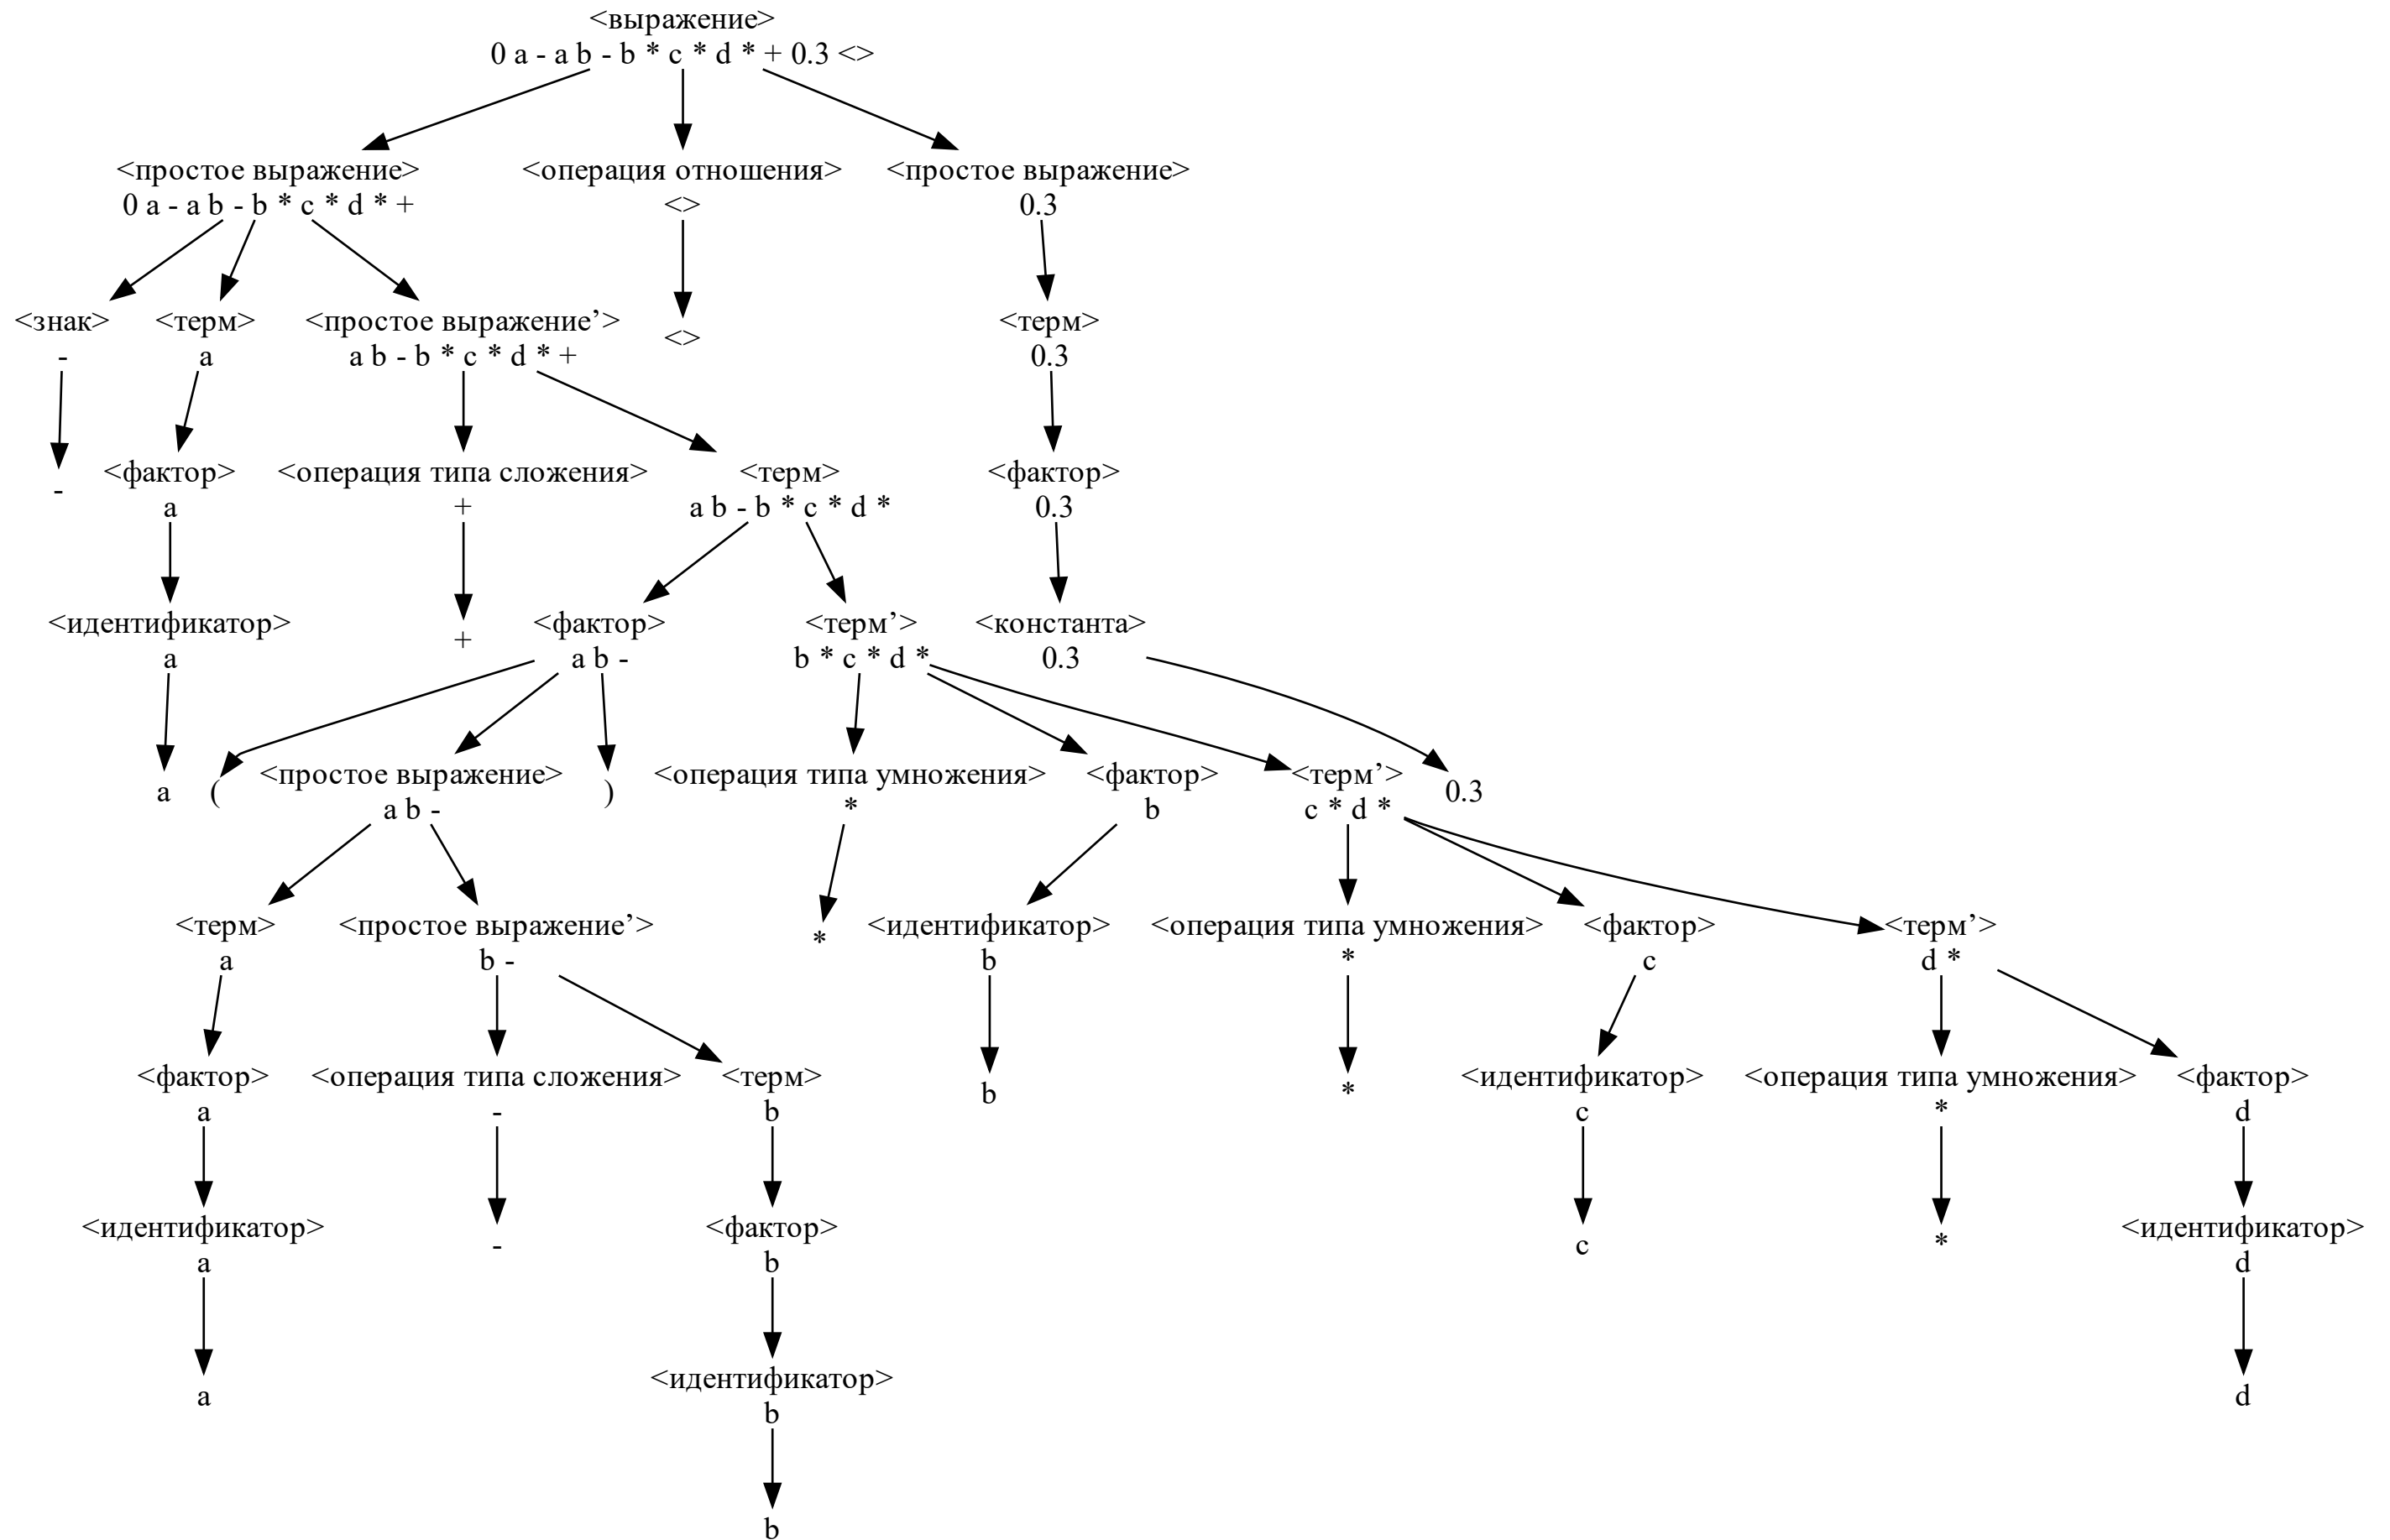 <выражение>
0 a - a b - b * c * d * + 0.3 <>
<простое выражение> <операция отношения> <простое выражение>
0 a - a b - b * c * d * + <> 0.3
<знак> <терм> <простое выражение’> <> <терм>
- a a b - b * c * d * + 0.3
<фактор> <операция типа сложения> <терм> <фактор>
- a + a b - b * c * d * 0.3
<идентификатор> + <фактор> <терм’> <константа>
a a b - b * c * d * 0.3
<простое выражение> <операция типа умножения> <фактор> <терм’>
a ( ) 0.3
a b - * b c * d *
<терм> <простое выражение’> * <идентификатор> <операция типа умножения> <фактор> <терм’>
a b - b * c d *
<фактор> <операция типа сложения> <терм> b * <идентификатор> <операция типа умножения> <фактор>
a - b c * d
<идентификатор> - <фактор> c * <идентификатор>
a b d
a <идентификатор> d
b
b